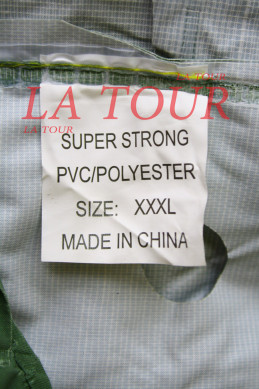 LA TOUR
LA TOUR
LA TOUR
SUPER STRONG
PVC/POLYESTER
SIZE: XXXL
MADE IN CHINA